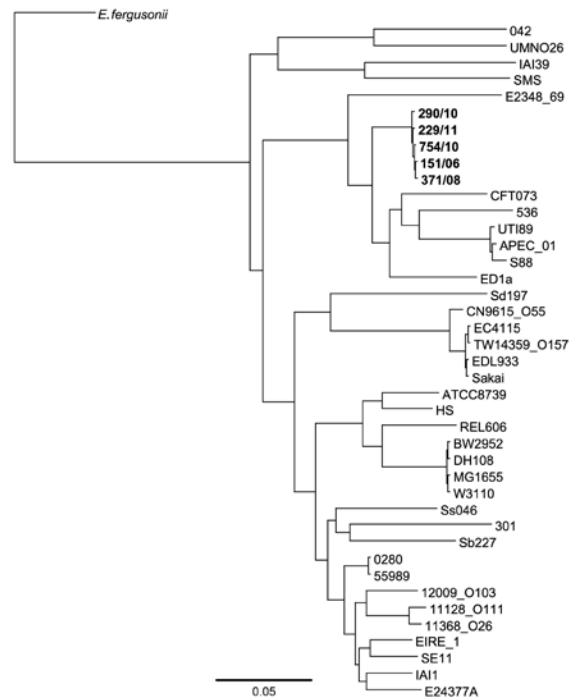 E.fergusonii
042
UMNO26
IAI39
SMS
E2348_69
290/10
229/11
754/10
151/06
371/08
CFT073
536
UTI89
APEC_01
S88
ED1a
Sd197
CN9615_O55
EC4115
TW14359_O157
EDL933
Sakai
ATCC8739
HS
REL606
BW2952
DH108
MG1655
W3110
Ss046
301
Sb227
0280
55989
12009_O103
11128_O111
11368_O26
EIRE_1
SE11
IAI1
E24377A
0.05